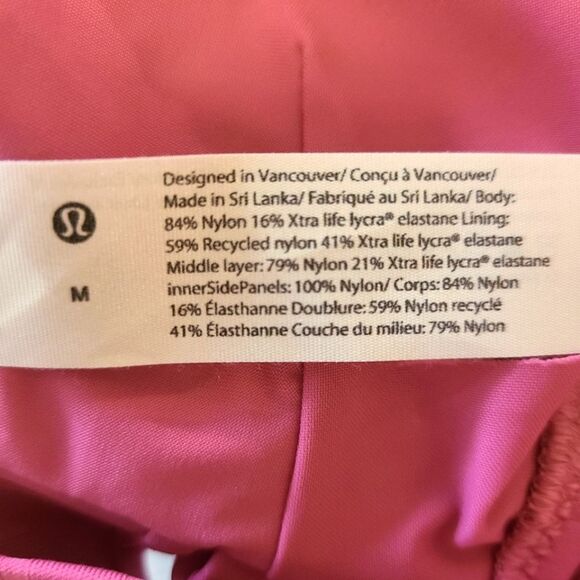 Designed in Vancouver/ Conçu à Vancouver/
Made in Sri Lanka/ Fabriqué au Sri Lanka/ Body:
84% Nylon 16% Xtra life lycra® elastane Lining:
59% Recycled nylon 41% Xtra life lycra® elastane
Middle layer: 79% Nylon 21% Xtra life lycra® elastane
innerSidePanels: 100% Nylon/ Corps: 84% Nylon
16% Élasthanne Doublure: 59% Nylon recyclé
41% Élasthanne Couche du milieu: 79% Nylon
M